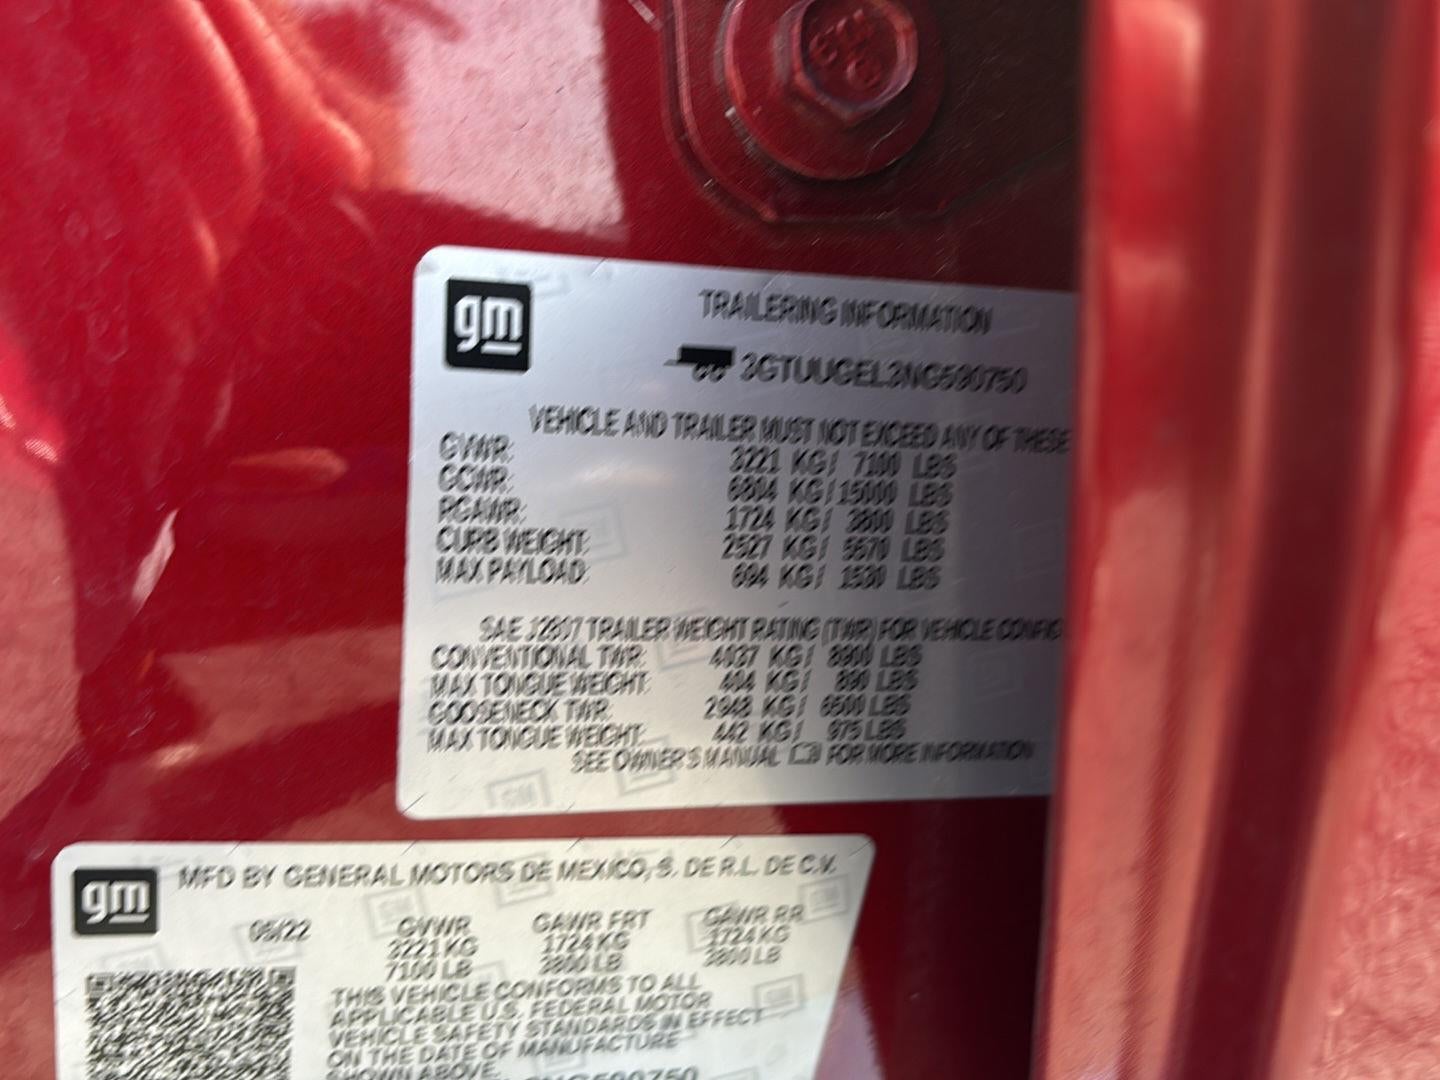 gm
TRAILERING INFORMATION
3GTUUGEL3NG590750
VEHICLE AND TRAILER MUST NOT EXCEED ANY OF THESE
GVWR: 3221 KG/ 7100 LBS
GCWR: 6804 KG/ 15000 LBS
RGAWR: 1724 KG/ 3800 LBS
CURB WEIGHT: 2527 KG/ 5570 LBS
MAX PAYLOAD: 694 KG/ 1530 LBS
SAE J2807 TRAILER WEIGHT RATING (TWR) FOR VEHICLE CONFIG
CONVENTIONAL TWR: 4037 KG/ 8900 LBS
MAX TONGUE WEIGHT: 404 KG/ 890 LBS
GOOSENECK TWR: 2948 KG/ 6500 LBS
MAX TONGUE WEIGHT: 442 KG/ 975 LBS
SEE OWNER'S MANUAL FOR MORE INFORMATION
gm
MFD BY GENERAL MOTORS DE MEXICO, S. DE R.L. DE C.V.
05/22 GVWR GAWR FRT GAWR RR
3221 KG 1724 KG 1724 KG
7100 LB 3800 LB 3800 LB
THIS VEHICLE CONFORMS TO ALL
APPLICABLE U.S. FEDERAL MOTOR
VEHICLE SAFETY STANDARDS IN EFFECT
ON THE DATE OF MANUFACTURE
SHOWN ABOVE.